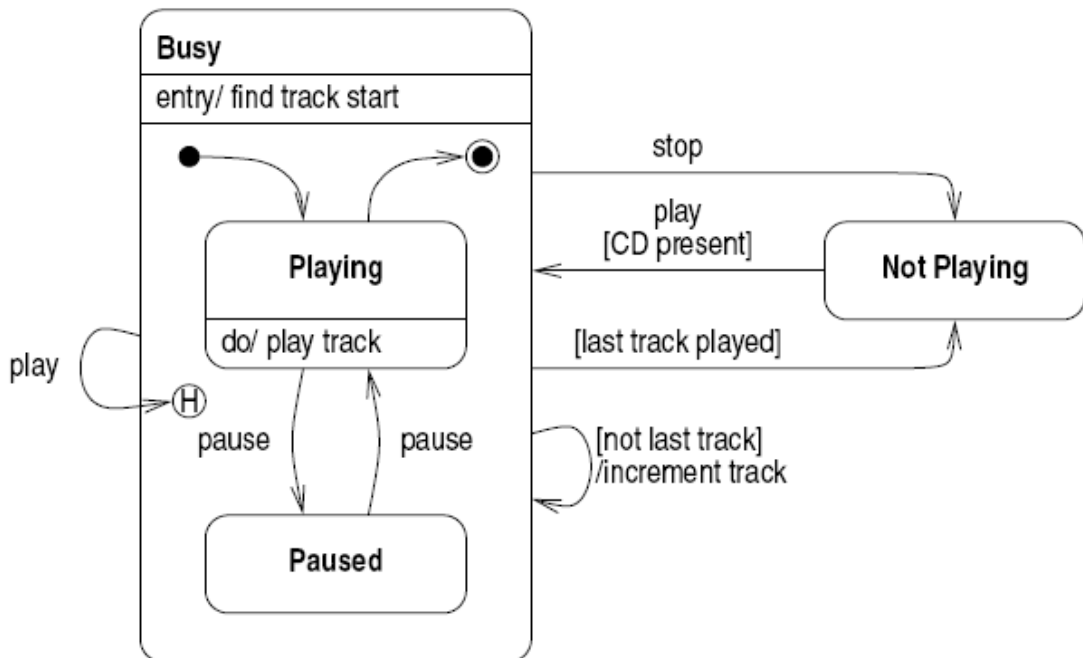 Busy
entry/ find track start
stop
play
[CD present]
Playing
Not Playing
do/ play track
[last track played]
play
H
pause
pause
[not last track]
/increment track
Paused